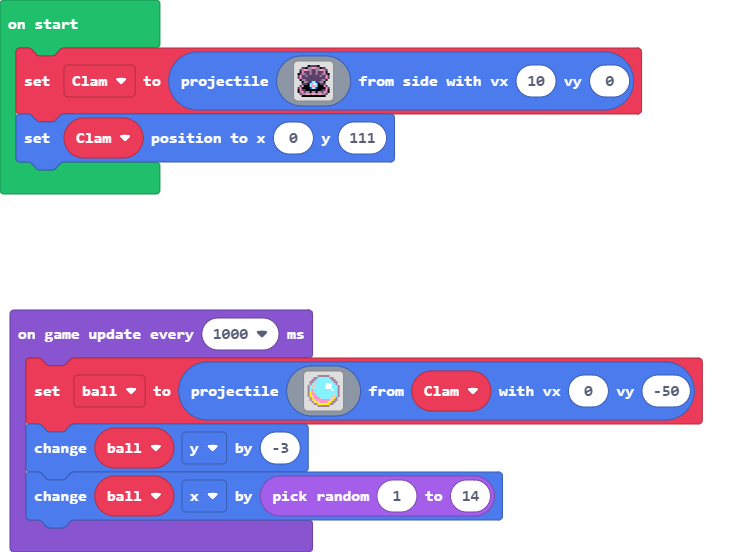 on start
set Clam to projectile from side with vx 10 vy 0
set Clam position to x 0 y 111
on game update every 1000 ms
set ball to projectile from Clam with vx 0 vy -50
change ball y by -3
change ball x by pick random 1 to 14